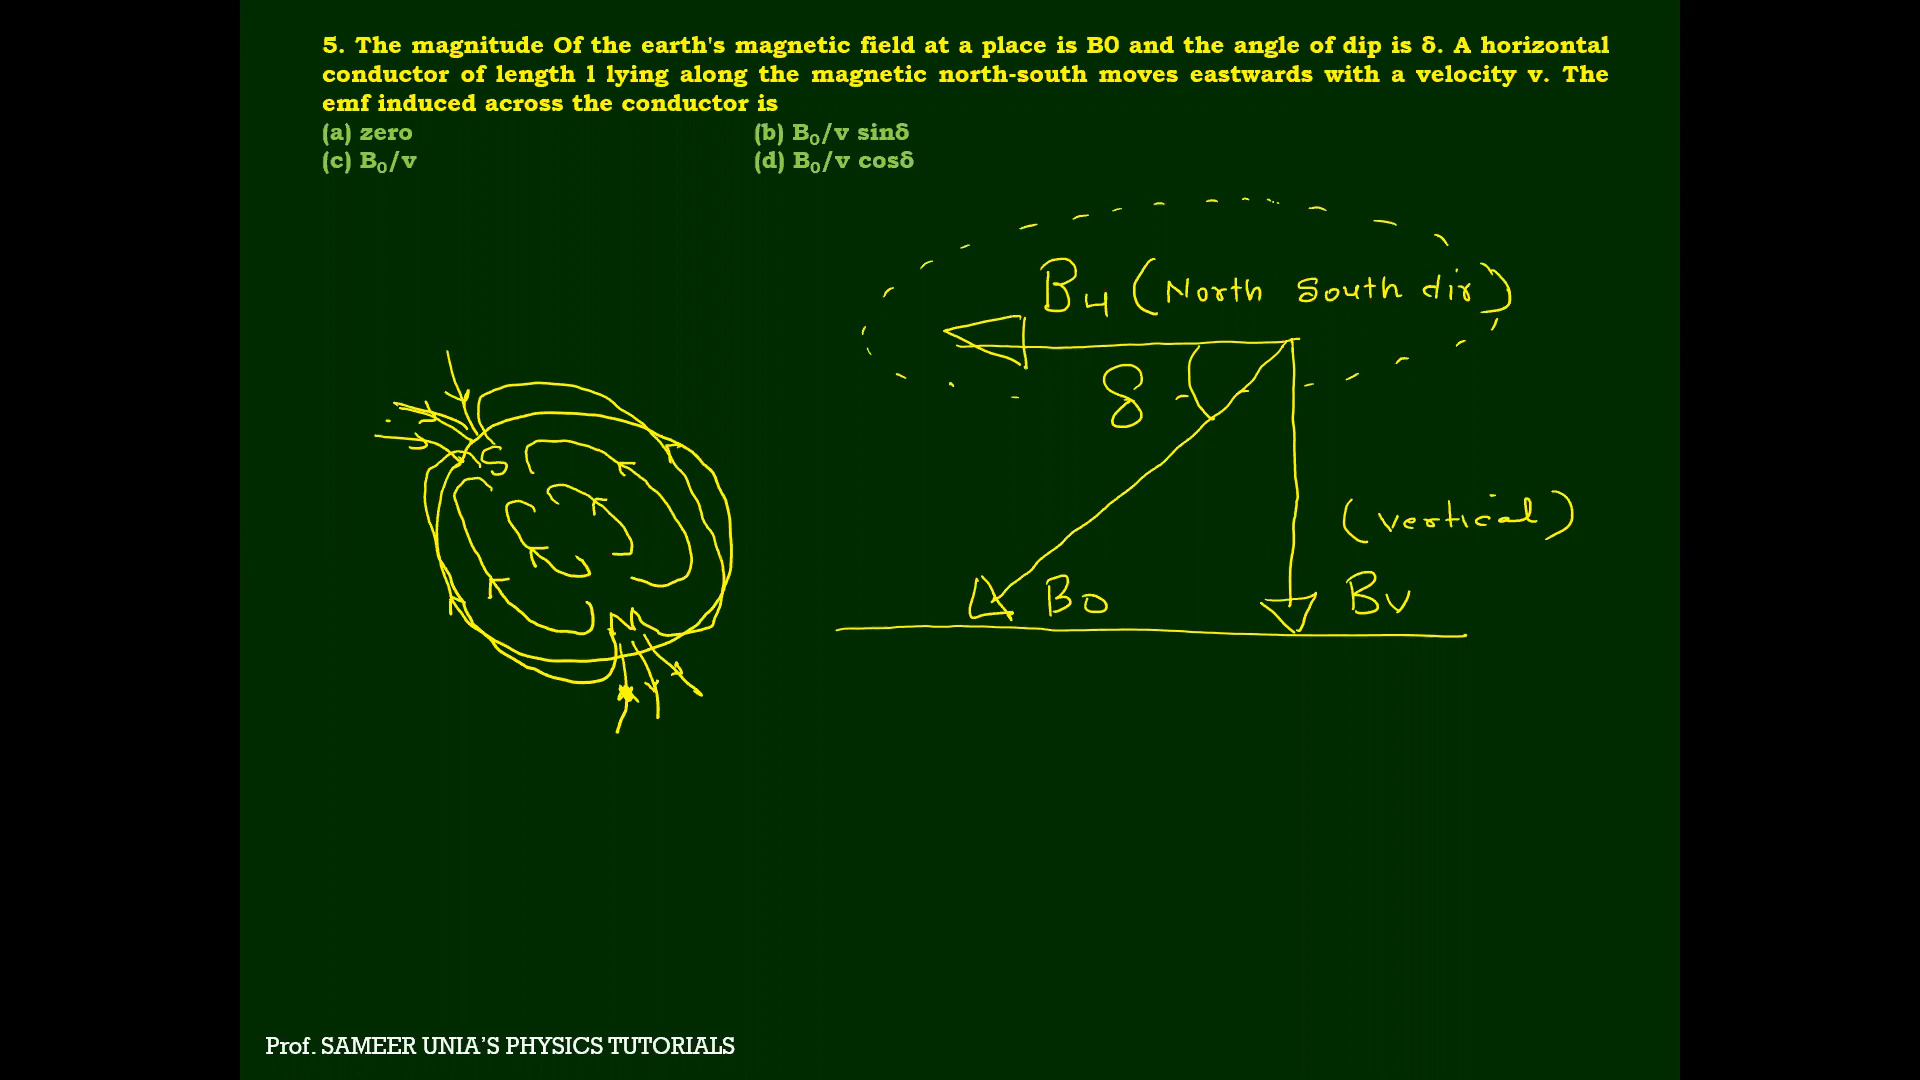 5. The magnitude Of the earth's magnetic field at a place is B0 and the angle of dip is δ. A horizontal
conductor of length l lying along the magnetic north-south moves eastwards with a velocity v. The
emf induced across the conductor is
(a) zero (b) B₀/v sinδ
(c) B₀/v (d) B₀/v cosδ
BH (North South dir)
δ
S
(vertical)
B0 BV
N
Prof. SAMEER UNIA’S PHYSICS TUTORIALS